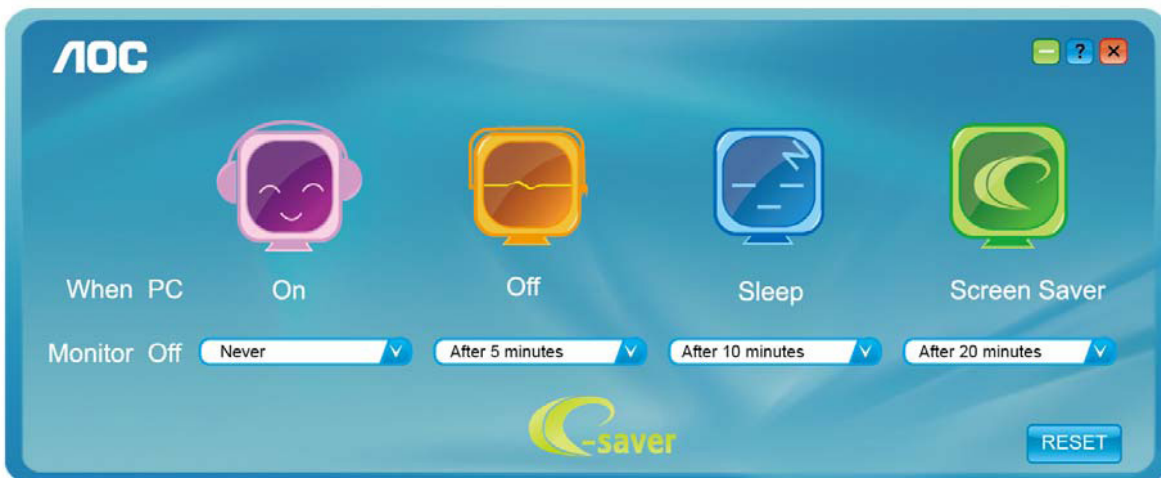 AOC
?
When PC On Off Sleep Screen Saver
Monitor Off Never After 5 minutes After 10 minutes After 20 minutes
e-saver
RESET